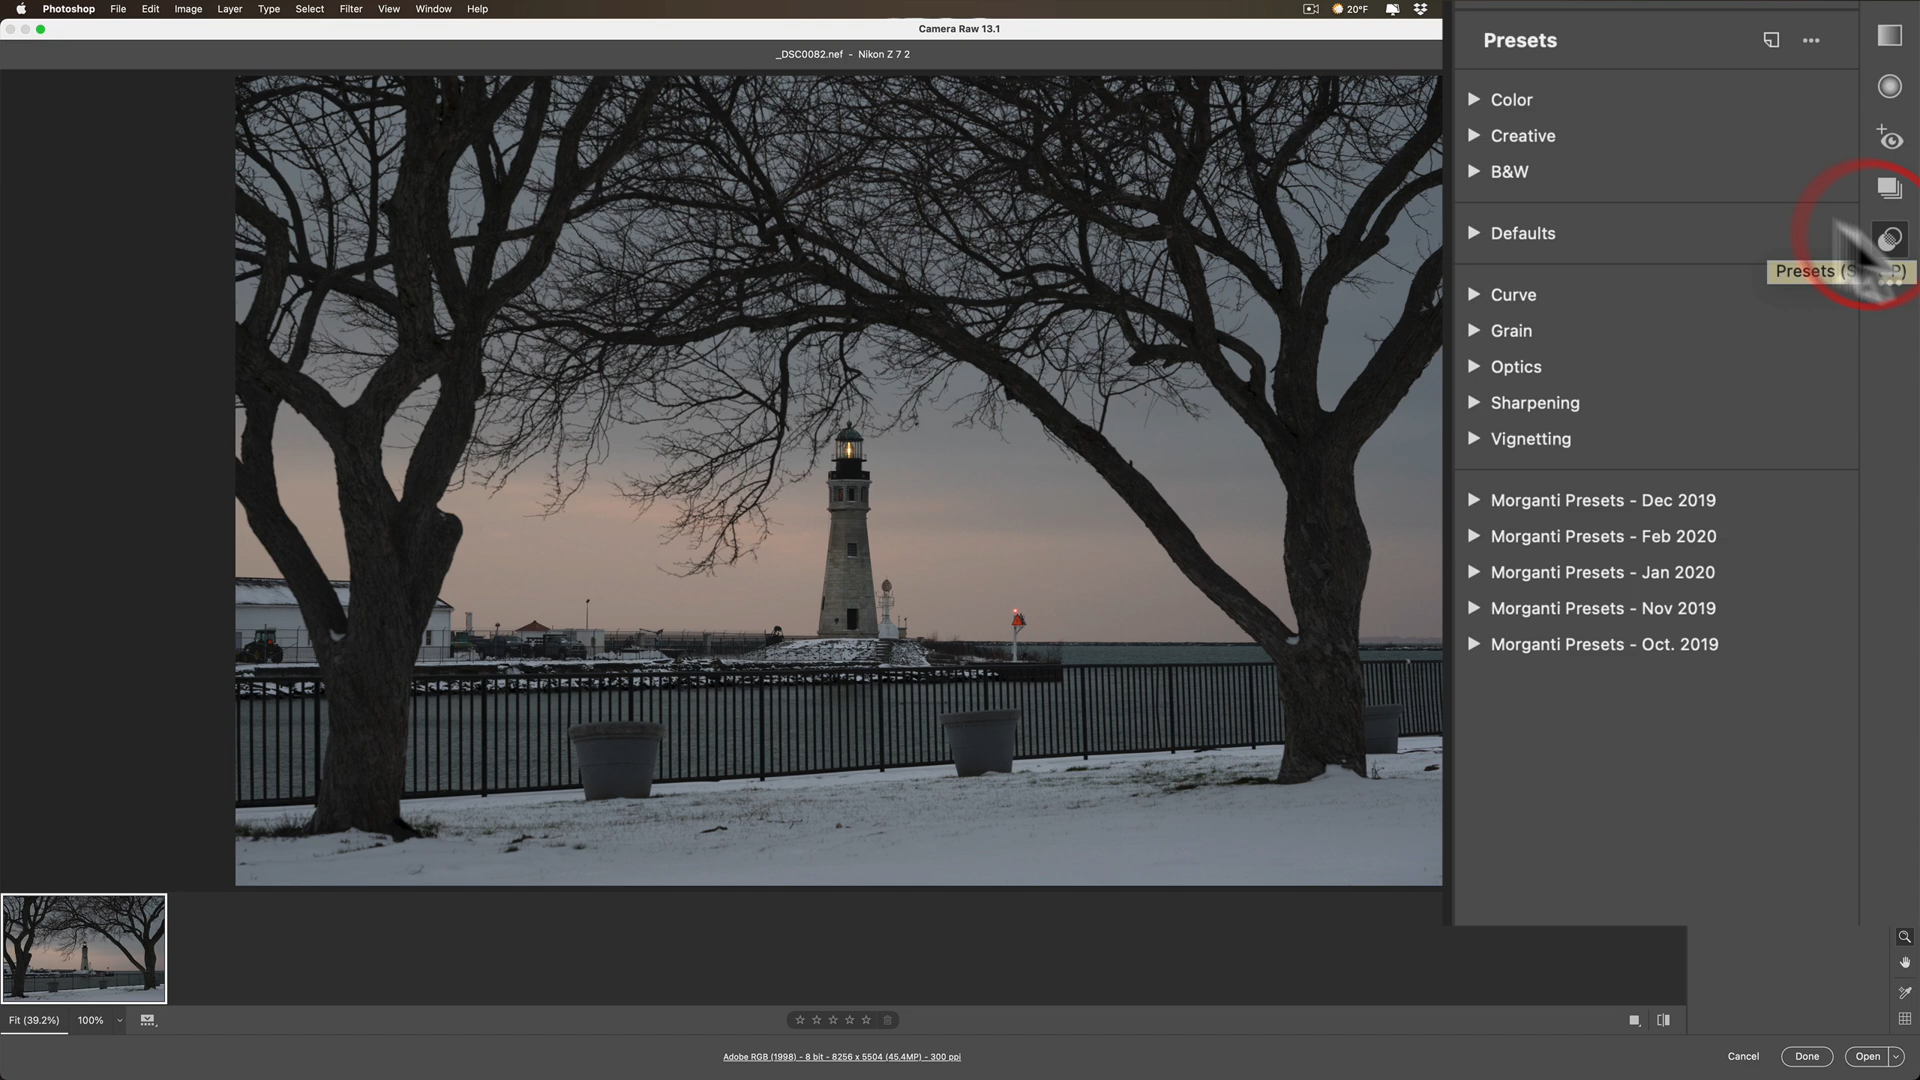 Photoshop File Edit Image Layer Type Select Filter View Window Help 20°F
Camera Raw 13.1
_DSC0082.nef - Nikon Z 7 2
Presets
Color
Creative
B&W
Defaults
Presets
Curve
Grain
Optics
Sharpening
Vignetting
Morganti Presets - Dec 2019
Morganti Presets - Feb 2020
Morganti Presets - Jan 2020
Morganti Presets - Nov 2019
Morganti Presets - Oct. 2019
Fit (39.2%) 100%
Adobe RGB (1998) - 8 bit - 8256 x 5504 (45.4MP) - 300 ppi
Cancel Done Open